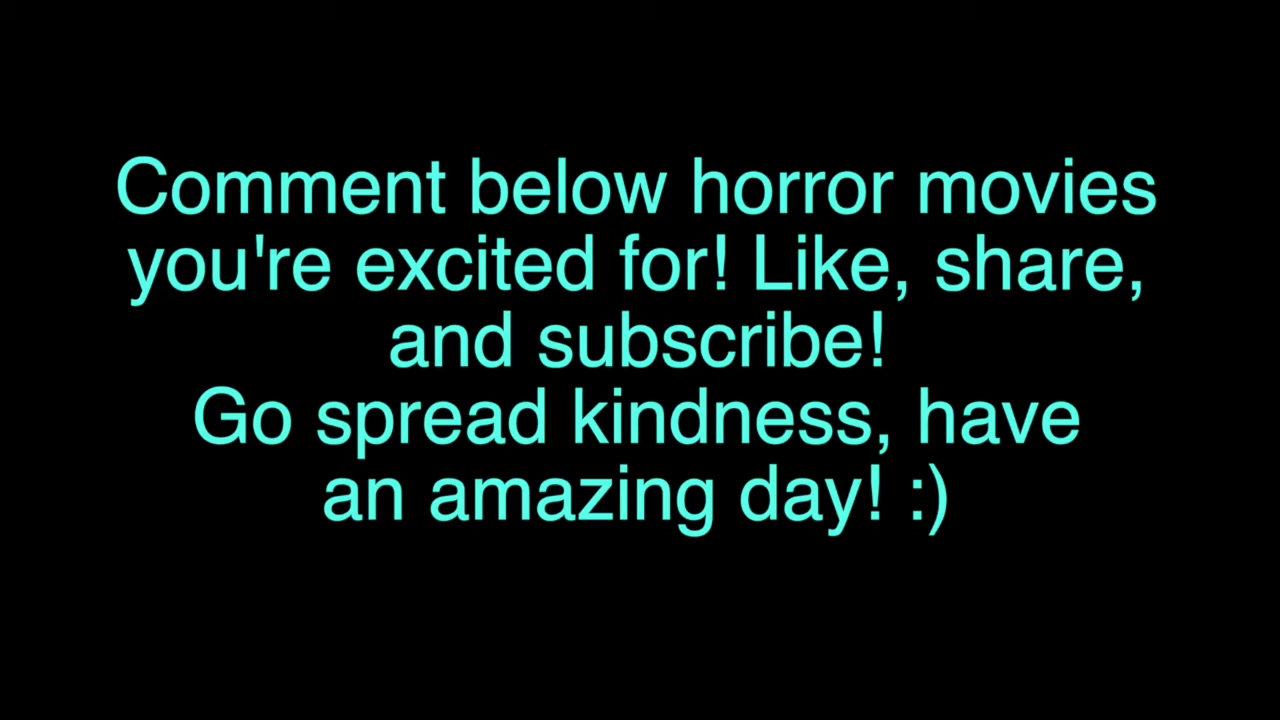 Comment below horror movies
you're excited for! Like, share,
and subscribe!
Go spread kindness, have
an amazing day! :)